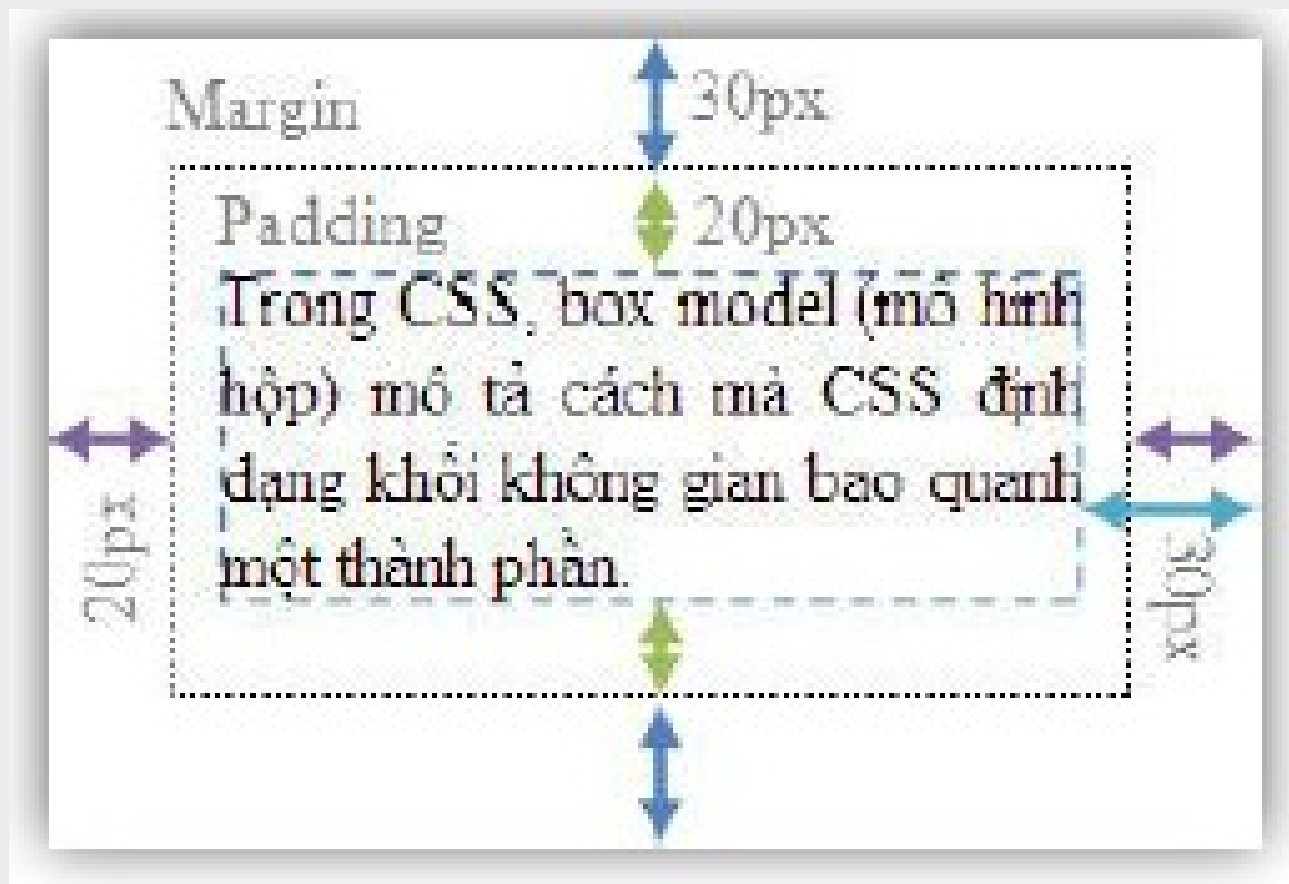 Margin
30px
Padding
20px
Trong CSS, box model (mô hình
hộp) mô tả cách mà CSS định
dạng khối không gian bao quanh
một thành phần.
20px
30px